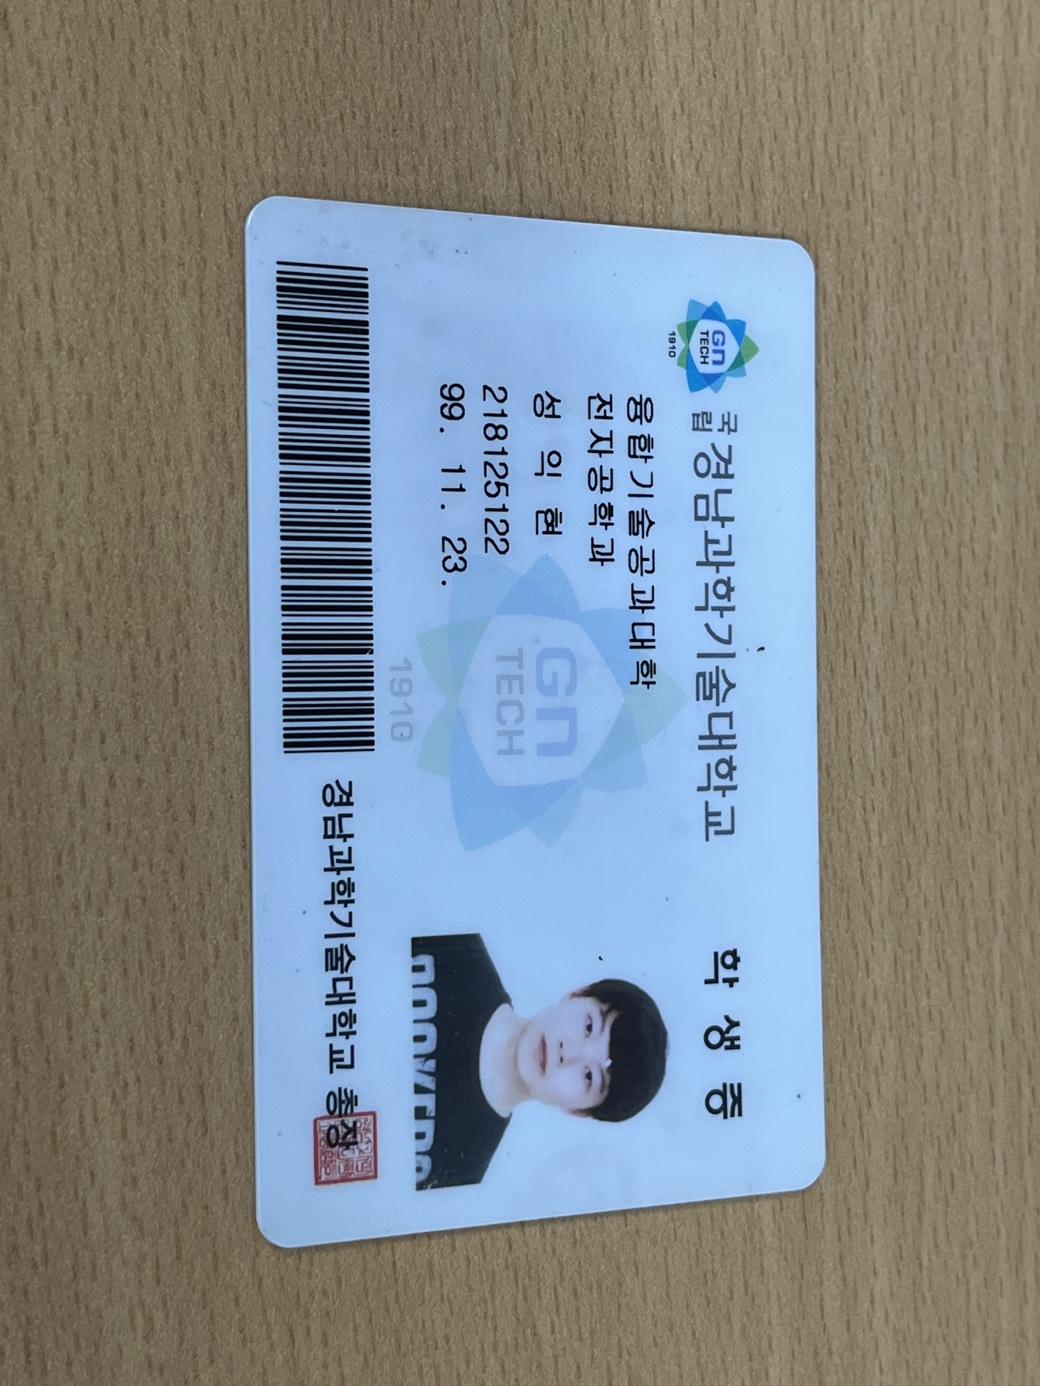 GN
TECH
1910
국립 경남과학기술대학교
학생증
융합기술공과대학
전자공학과
성익현
218125122
99. 11. 23.
GN
TECH
1910
경남과학기술대학교 총장